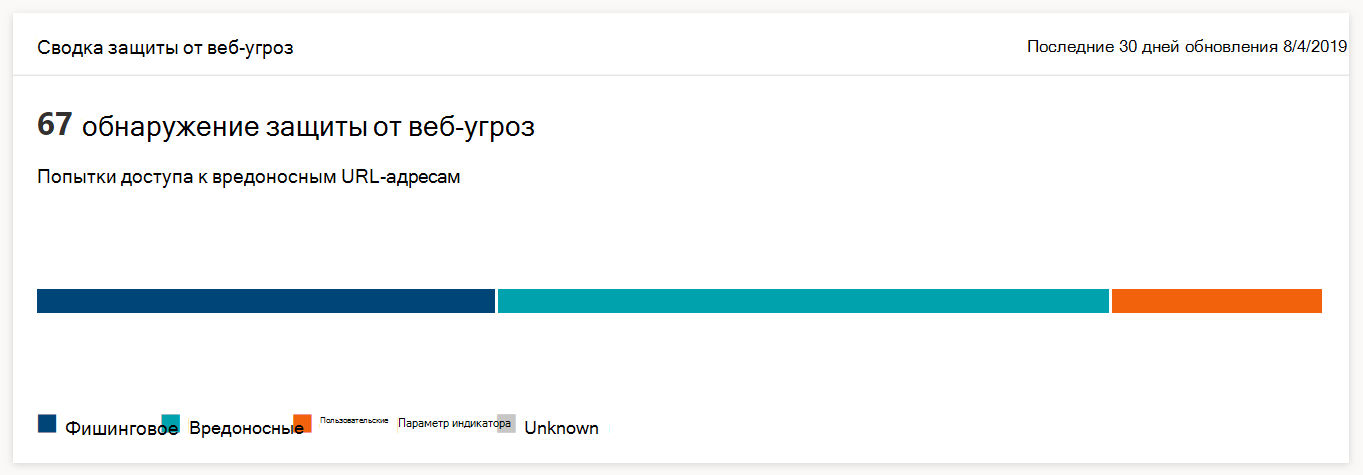 Сводка защиты от веб-угроз
Последние 30 дней обновления 8/4/2019
67 обнаружение защиты от веб-угроз
Попытки доступа к вредоносным URL-адресам
Фишинговое Вредоносные Пользовательские Параметр индикатора Unknown